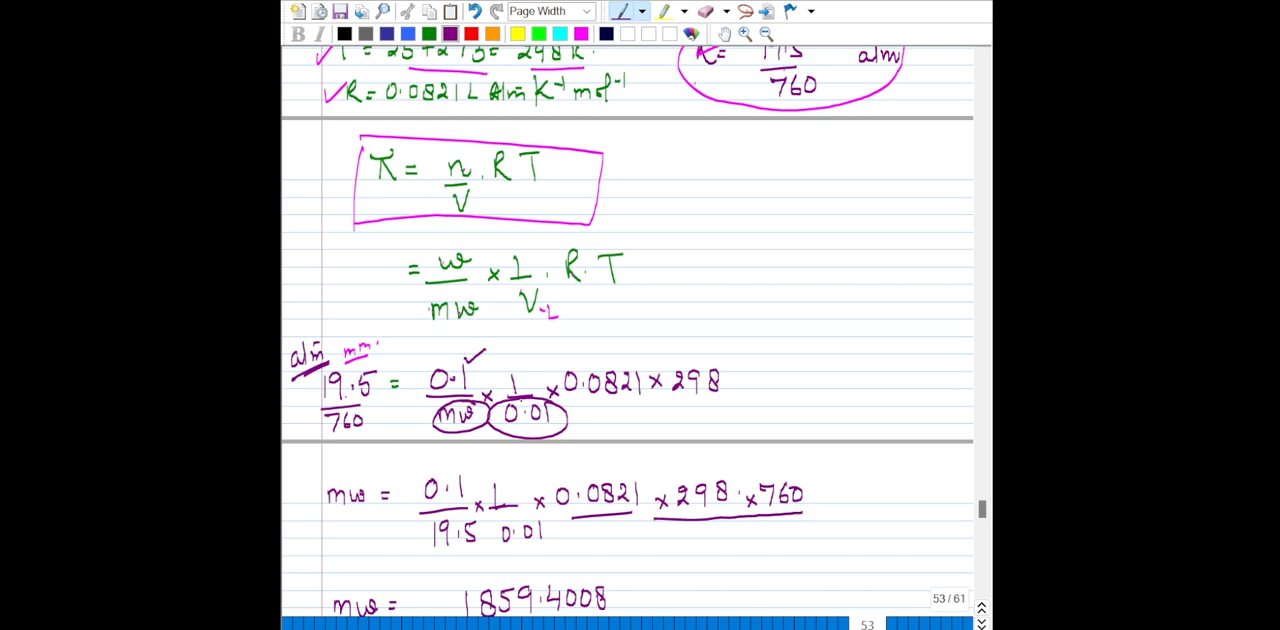 Page Width
B I
T = 25 + 273 = 298 K.
π = 19.5 atm
760
R = 0.0821 L atm K⁻¹ mol⁻¹
π = n . R T
V
= w × 1 . R. T
mw V-L
atm mm.
19.5 = 0.1 × 1 × 0.0821 × 298
760 mw 0.01
mw = 0.1 × 1 × 0.0821 × 298 × 760
19.5 0.01
mw = 1859.4008
53 / 61
53